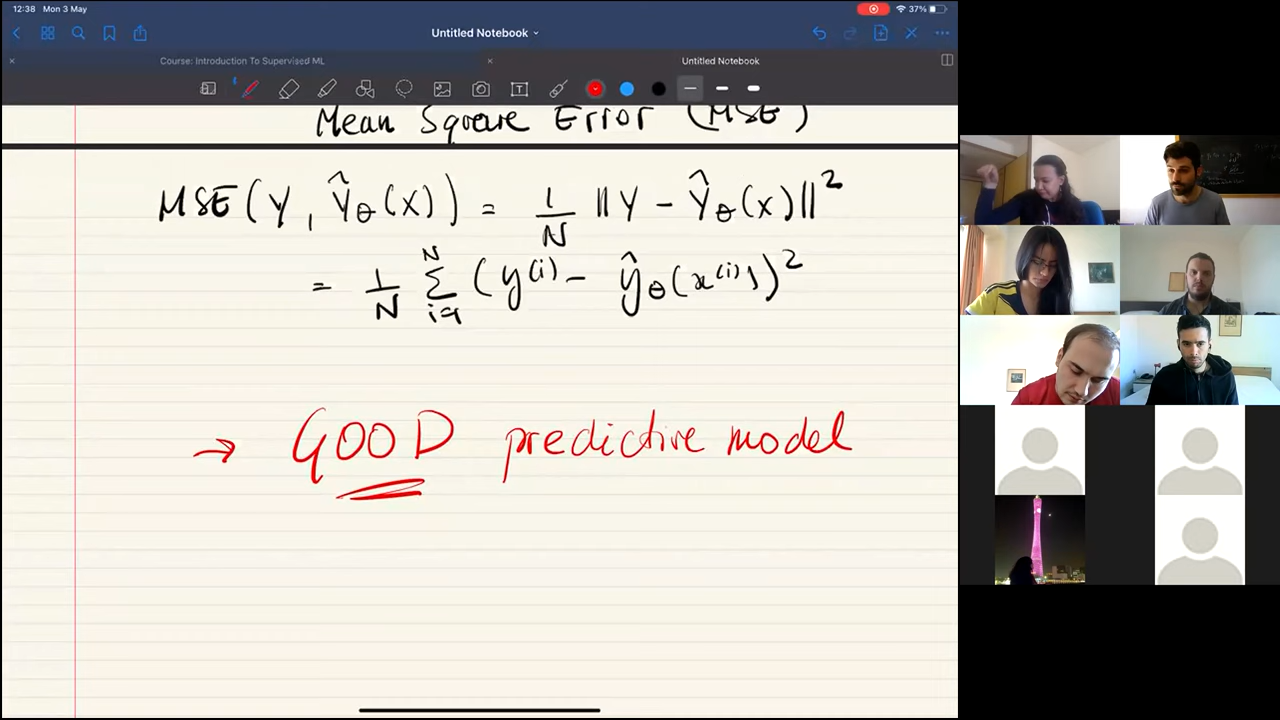 12:38 Mon 3 May
37%
Untitled Notebook
Course: Introduction To Supervised ML
Untitled Notebook
Mean Square Error (MSE)
MSE(Y, Ŷθ(X)) = 1/N ||Y - Ŷθ(X)||²
= 1/N Σ_{i=1}^{N} (y^(i) - ŷθ(x^(i)))²
→ GOOD predictive model